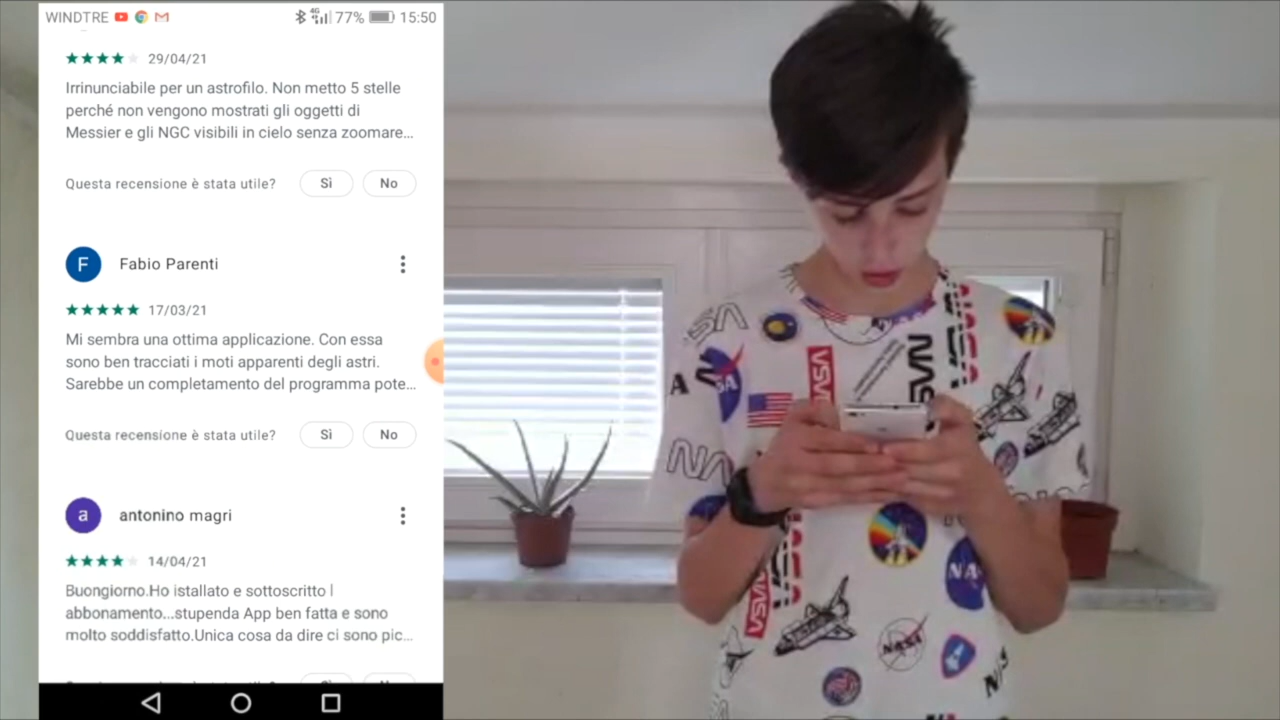 WINDTRE 4G 77% 15:50
29/04/21
Irrinunciabile per un astrofilo. Non metto 5 stelle
perché non vengono mostrati gli oggetti di
Messier e gli NGC visibili in cielo senza zoomare...
Questa recensione è stata utile? Sì No
F Fabio Parenti
17/03/21
Mi sembra una ottima applicazione. Con essa
sono ben tracciati i moti apparenti degli astri.
Sarebbe un completamento del programma pote...
Questa recensione è stata utile? Sì No
a antonino magri
14/04/21
Buongiorno.Ho istallato e sottoscritto l
abbonamento...stupenda App ben fatta e sono
molto soddisfatto.Unica cosa da dire ci sono pic...
NASA
NASA
NASA
NASA